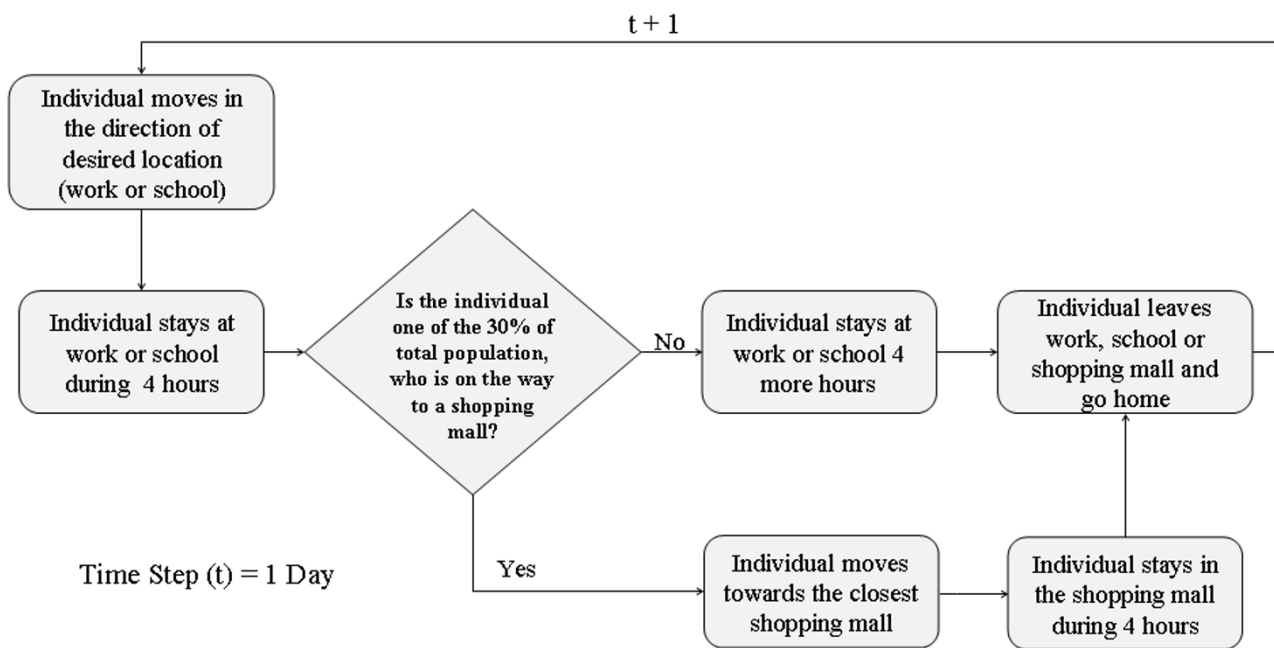 t + 1
Individual moves in
the direction of
desired location
(work or school)
Individual stays at
work or school
during 4 hours
Is the individual
one of the 30% of
total population,
who is on the way
to a shopping
mall?
No
Individual stays at
work or school 4
more hours
Individual leaves
work, school or
shopping mall and
go home
Yes
Individual moves
towards the closest
shopping mall
Individual stays in
the shopping mall
during 4 hours
Time Step (t) = 1 Day